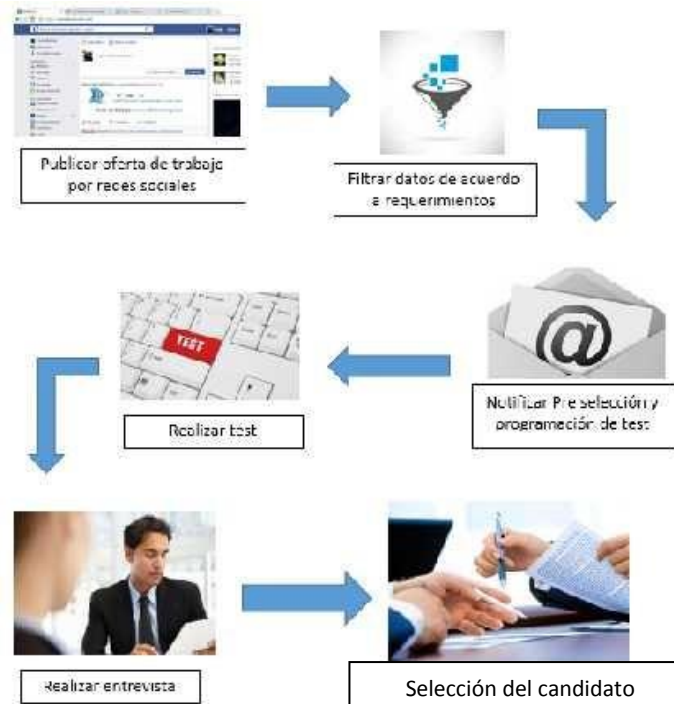 Publicar oferta de trabajo
por redes sociales
Filtrar datos de acuerdo
a requerimientos
TEST
Notificar Pre selección y
programación de test
Realizar test
Realizar entrevista
Selección del candidato